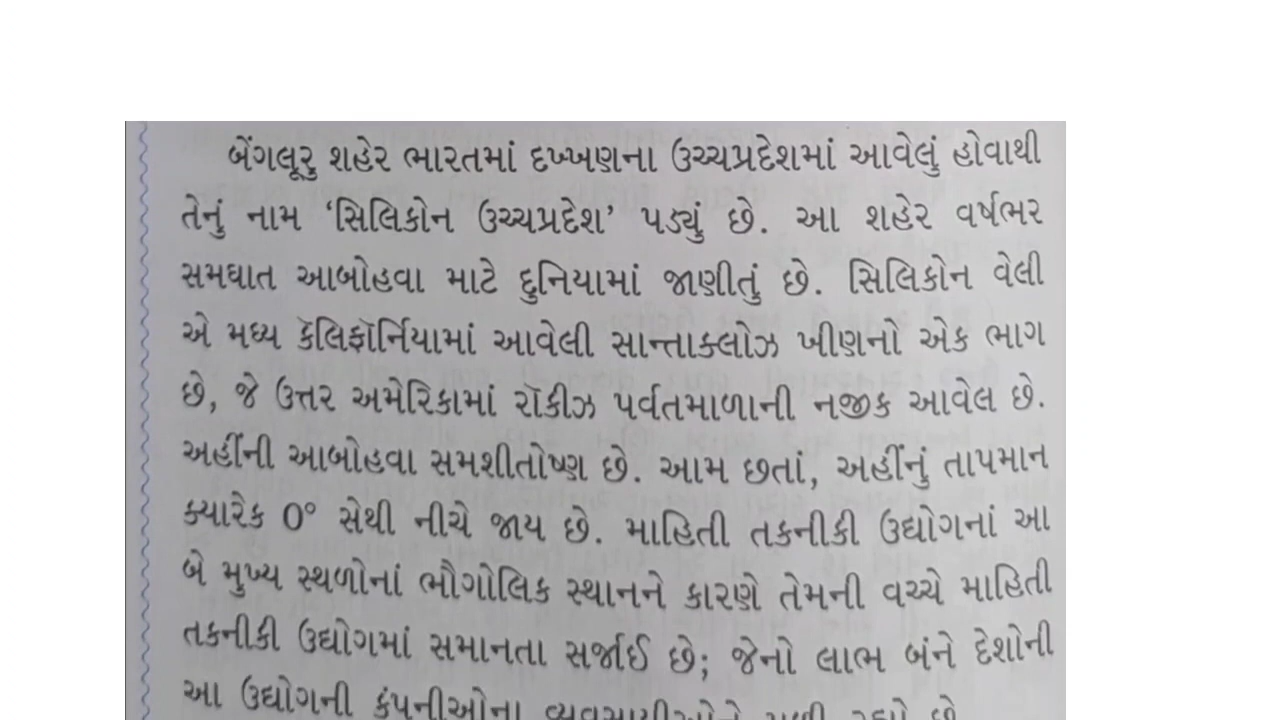 બેંગલૂરુ શહેર ભારતમાં દખ્ખણના ઉચ્ચપ્રદેશમાં આવેલું હોવાથી
તેનું નામ ‘સિલિકોન ઉચ્ચપ્રદેશ’ પડ્યું છે. આ શહેર વર્ષભર
સમઘાત આબોહવા માટે દુનિયામાં જાણીતું છે. સિલિકોન વેલી
એ મધ્ય કૅલિફૉર્નિયામાં આવેલી સાન્તાક્લોઝ ખીણનો એક ભાગ
છે, જે ઉત્તર અમેરિકામાં રૉકીઝ પર્વતમાળાની નજીક આવેલ છે.
અહીંની આબોહવા સમશીતોષ્ણ છે. આમ છતાં, અહીંનું તાપમાન
ક્યારેક 0° સેથી નીચે જાય છે. માહિતી તકનીકી ઉદ્યોગનાં આ
બે મુખ્ય સ્થળોનાં ભૌગોલિક સ્થાનને કારણે તેમની વચ્ચે માહિતી
તકનીકી ઉદ્યોગમાં સમાનતા સર્જાઈ છે; જેનો લાભ બંને દેશોની
આ ઉદ્યોગની કંપનીઓના